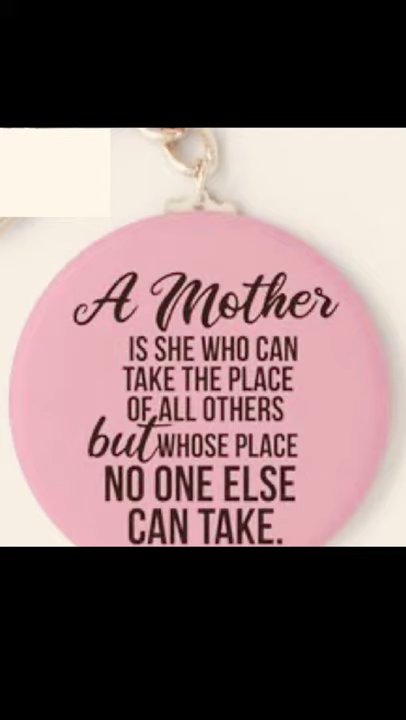 A Mother
IS SHE WHO CAN
TAKE THE PLACE
OF ALL OTHERS
but WHOSE PLACE
NO ONE ELSE
CAN TAKE.